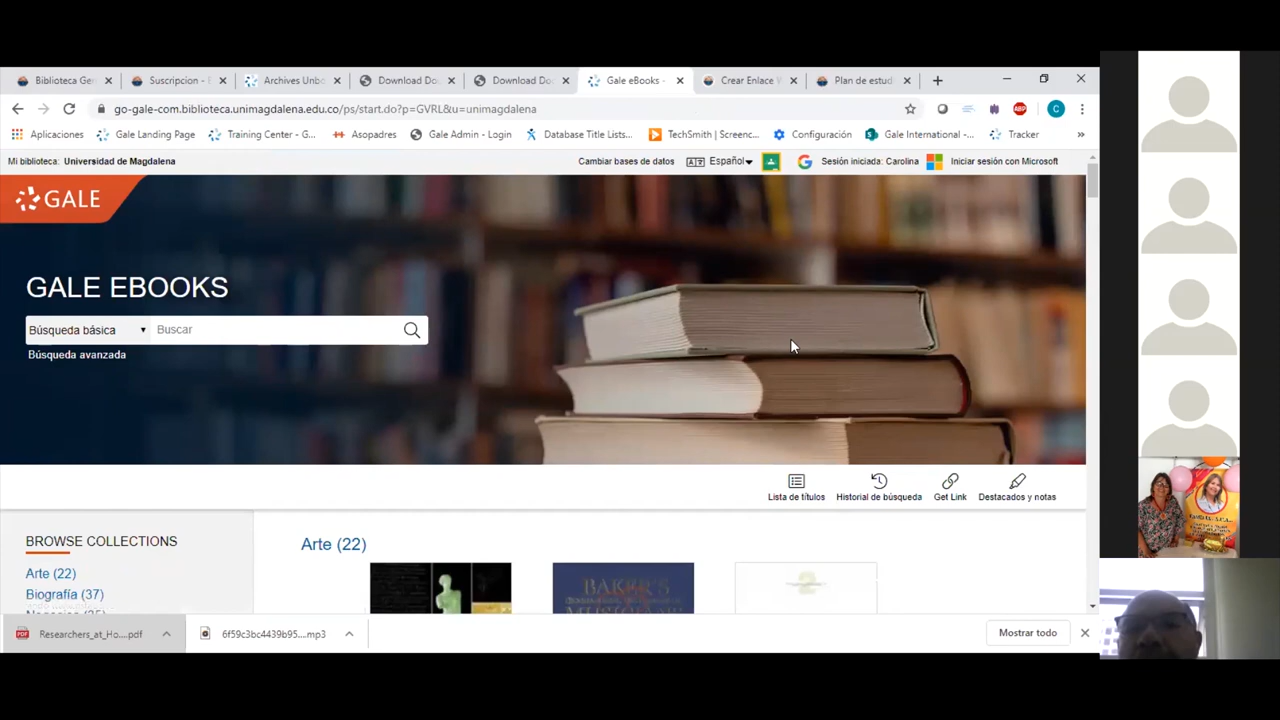 Biblioteca Ge
Suscripcion - B
Archives Unbo
Download Doc
Download Doc
Gale eBooks -
Crear Enlace W
Plan de estud
go-gale-com.biblioteca.unimagdalena.edu.co/ps/start.do?p=GVRL&u=unimagdalena
Aplicaciones
Gale Landing Page
Training Center - G...
Asopadres
Gale Admin - Login
Database Title Lists...
TechSmith | Screenc...
Configuración
Gale International -...
Tracker
Mi biblioteca: Universidad de Magdalena
Cambiar bases de datos
Español
Sesión iniciada: Carolina
Iniciar sesión con Microsoft
GALE
GALE EBOOKS
Búsqueda básica
Buscar
Búsqueda avanzada
Lista de títulos
Historial de búsqueda
Get Link
Destacados y notas
BROWSE COLLECTIONS
Arte (22)
Biografía (37)
Arte (22)
BAKER'S
Researchers_at_Ho....pdf
6f59c3bc4439b95....mp3
Mostrar todo